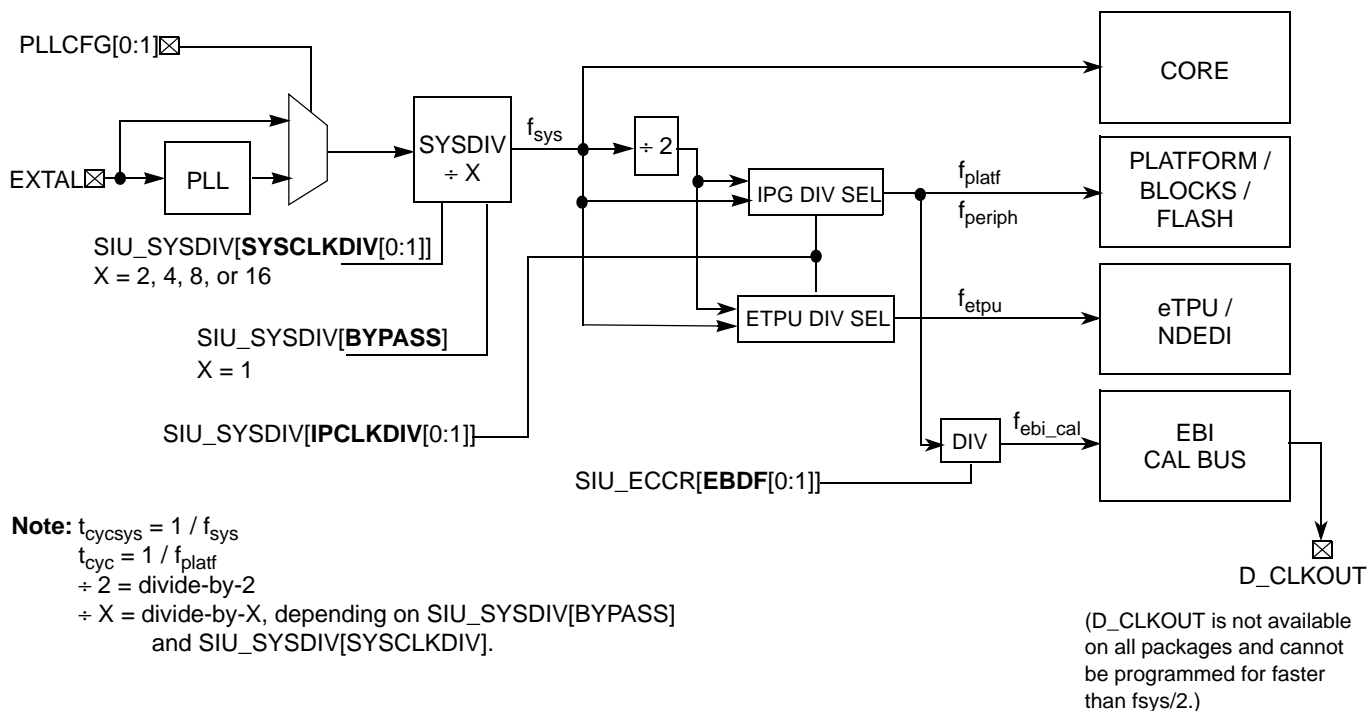 PLLCFG[0:1]
EXTAL
PLL
SYSDIV
÷ X
fsys
÷ 2
CORE
IPG DIV SEL
fplatf
fperiph
PLATFORM /
BLOCKS /
FLASH
SIU_SYSDIV[SYSCLKDIV[0:1]]
X = 2, 4, 8, or 16
ETPU DIV SEL
fetpu
eTPU /
NDEDI
SIU_SYSDIV[BYPASS]
X = 1
SIU_SYSDIV[IPCLKDIV[0:1]]
DIV
febi_cal
EBI
CAL BUS
SIU_ECCR[EBDF[0:1]]
D_CLKOUT
Note: tcycsys = 1 / fsys
tcyc = 1 / fplatf
÷ 2 = divide-by-2
÷ X = divide-by-X, depending on SIU_SYSDIV[BYPASS]
and SIU_SYSDIV[SYSCLKDIV].
(D_CLKOUT is not available
on all packages and cannot
be programmed for faster
than fsys/2.)